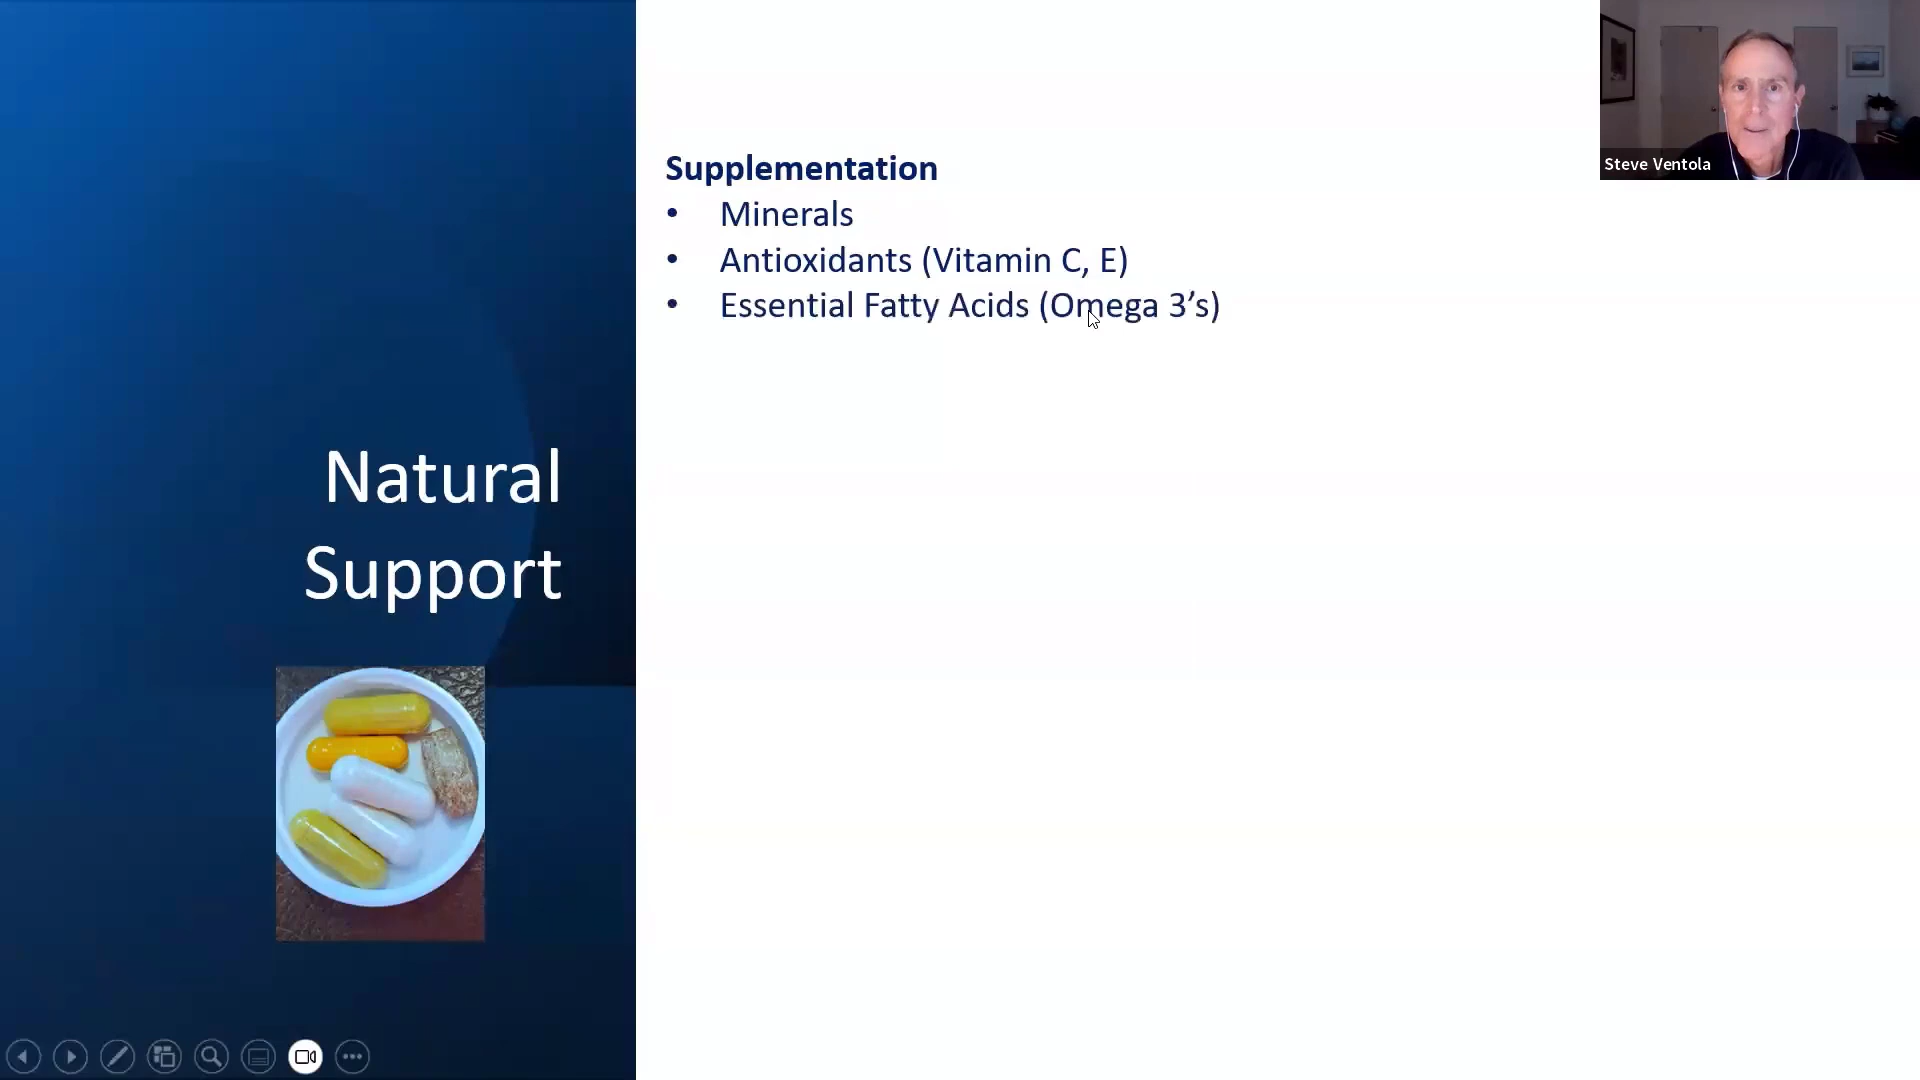 Natural
Support
Supplementation
• Minerals
• Antioxidants (Vitamin C, E)
• Essential Fatty Acids (Omega 3’s)
Steve Ventola